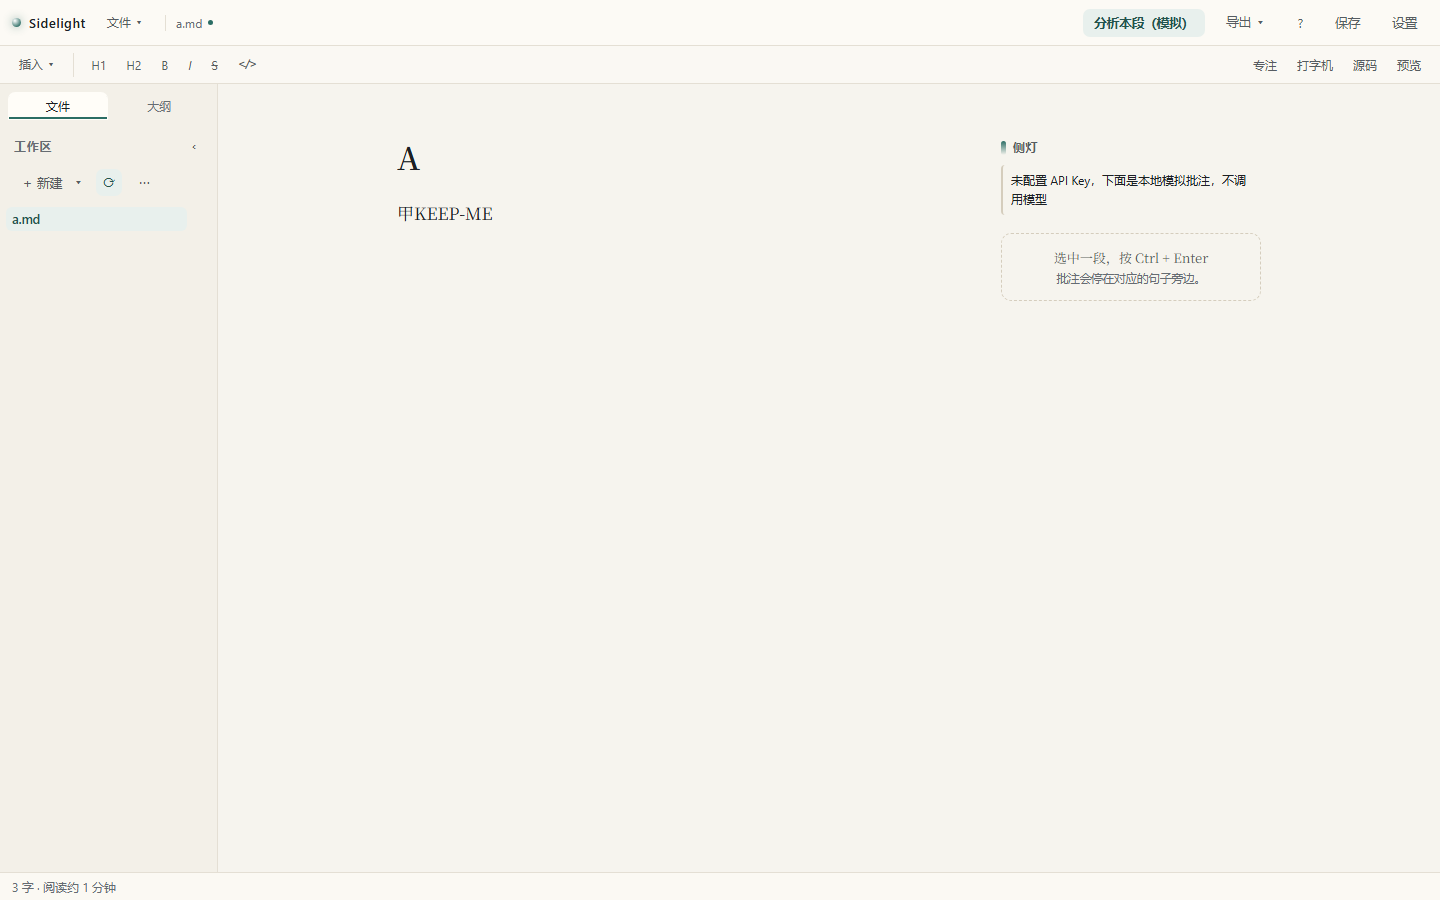 Sidelight 文件 a.md 分析本段（模拟） 导出 ? 保存 设置
插入 H1 H2 B I S </> 专注 打字机 源码 预览
文件 大纲
工作区 ‹
+ 新建 ⟳ ···
a.md
A
甲KEEP-ME
侧灯
未配置 API Key，下面是本地模拟批注，不调
用模型
选中一段，按 Ctrl + Enter
批注会停在对应的句子旁边。
3 字 · 阅读约 1 分钟